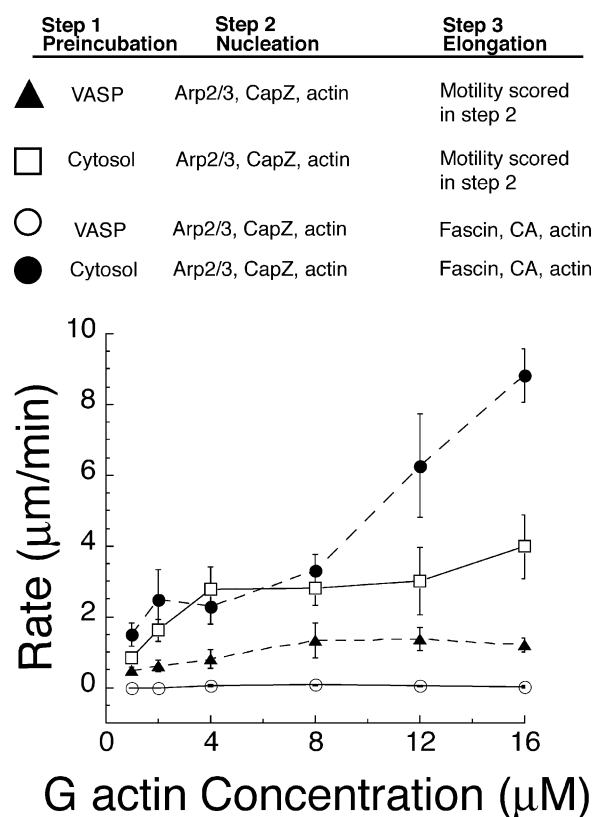 Step 1 Step 2 Step 3
Preincubation Nucleation Elongation
VASP Arp2/3, CapZ, actin Motility scored
in step 2
Cytosol Arp2/3, CapZ, actin Motility scored
in step 2
VASP Arp2/3, CapZ, actin Fascin, CA, actin
Cytosol Arp2/3, CapZ, actin Fascin, CA, actin
10
8
6
4
2
0
Rate (μm/min)
0 4 8 12 16
G actin Concentration (μM)